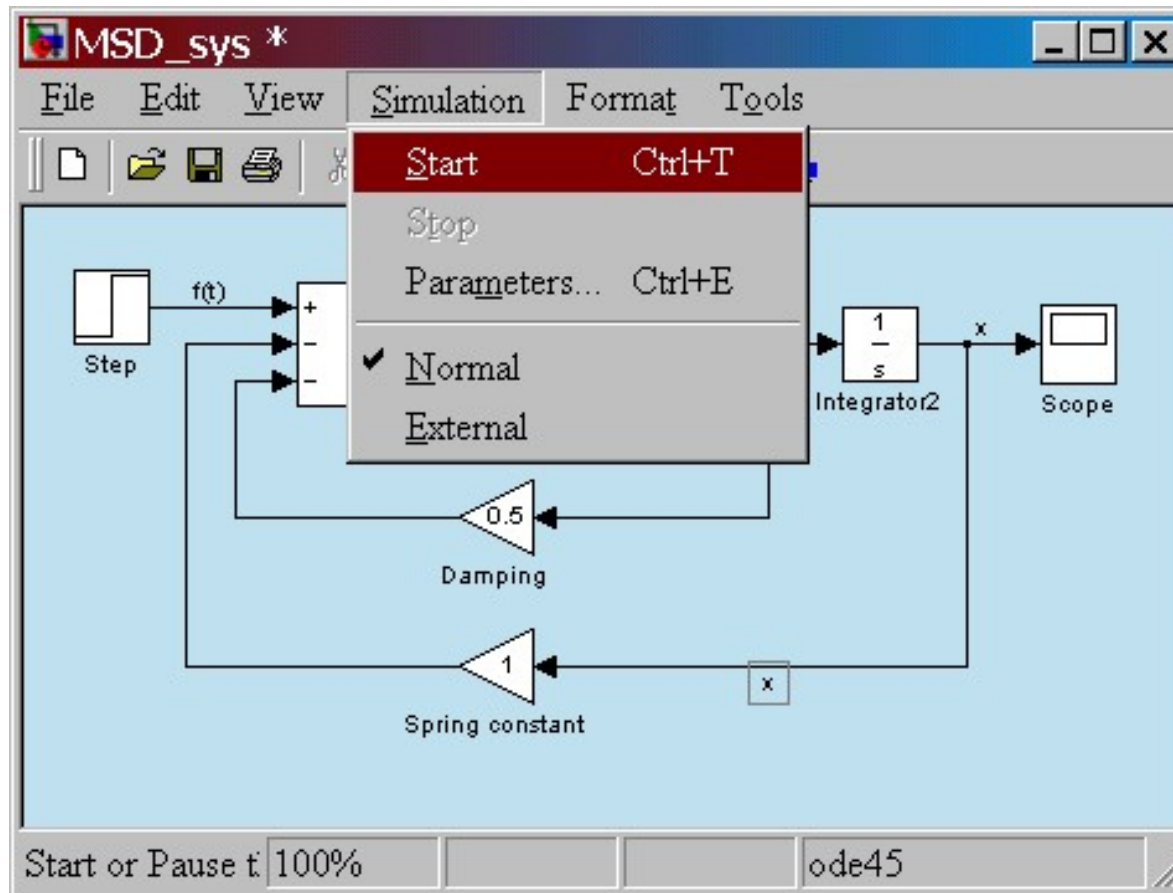 MSD_sys *
File Edit View Simulation Format Tools
Start Ctrl+T
Stop
Parameters... Ctrl+E
Normal
External
f(t)
+
−
−
Step
1
s
Integrator2
x
Scope
0.5
Damping
1
x
Spring constant
Start or Pause t 100% ode45